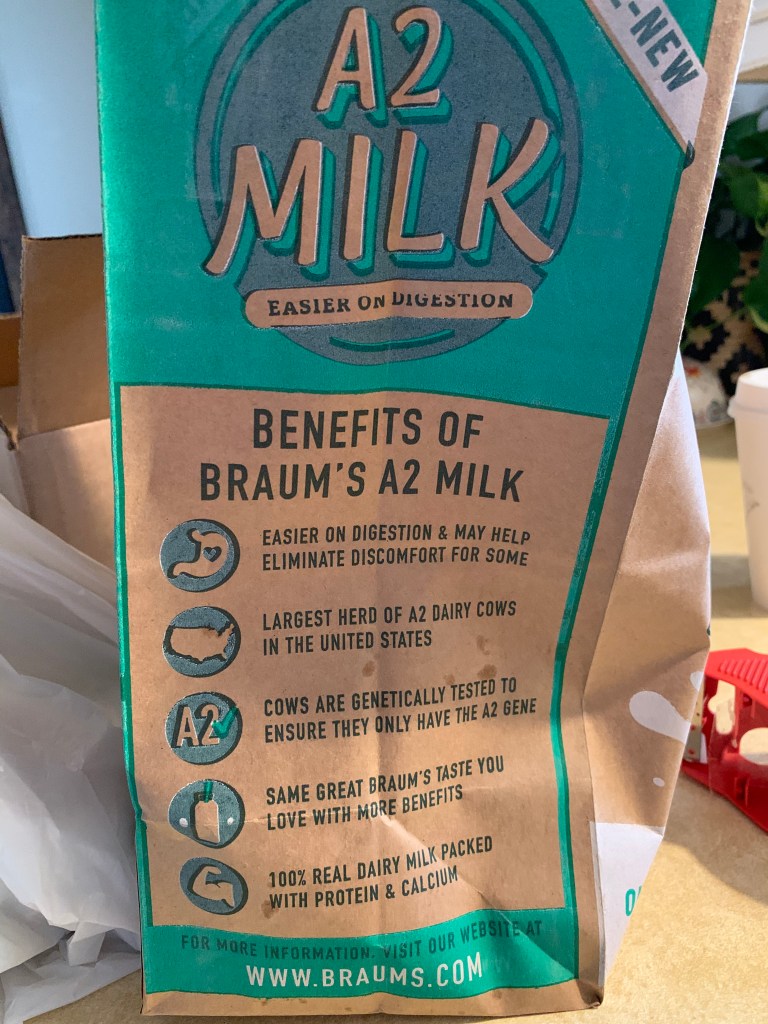 A2
MILK
EASIER ON DIGESTION
-NEW
BENEFITS OF
BRAUM'S A2 MILK
EASIER ON DIGESTION & MAY HELP
ELIMINATE DISCOMFORT FOR SOME
LARGEST HERD OF A2 DAIRY COWS
IN THE UNITED STATES
A2
COWS ARE GENETICALLY TESTED TO
ENSURE THEY ONLY HAVE THE A2 GENE
SAME GREAT BRAUM'S TASTE YOU
LOVE WITH MORE BENEFITS
100% REAL DAIRY MILK PACKED
WITH PROTEIN & CALCIUM
FOR MORE INFORMATION, VISIT OUR WEBSITE AT
WWW.BRAUMS.COM